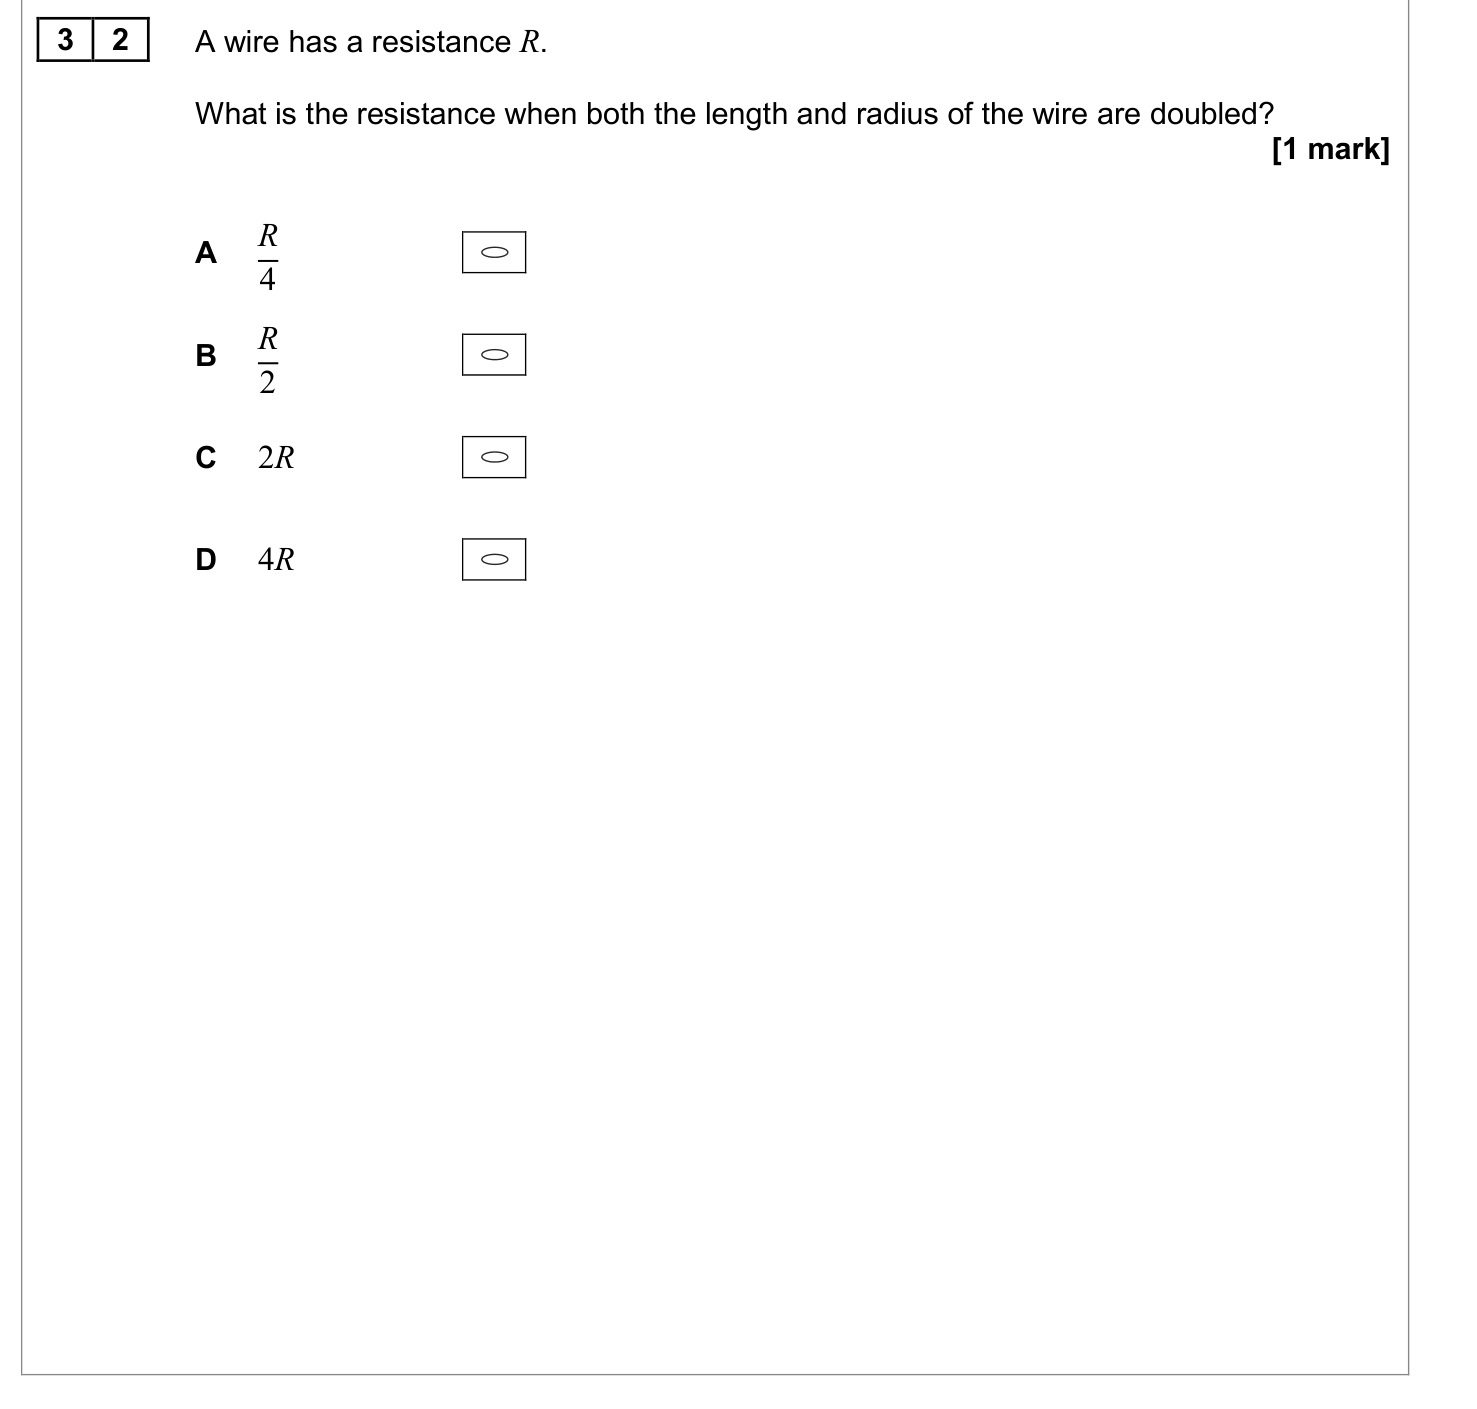 3 2 A wire has a resistance R.
What is the resistance when both the length and radius of the wire are doubled?
[1 mark]
A R/4
B R/2
C 2R
D 4R